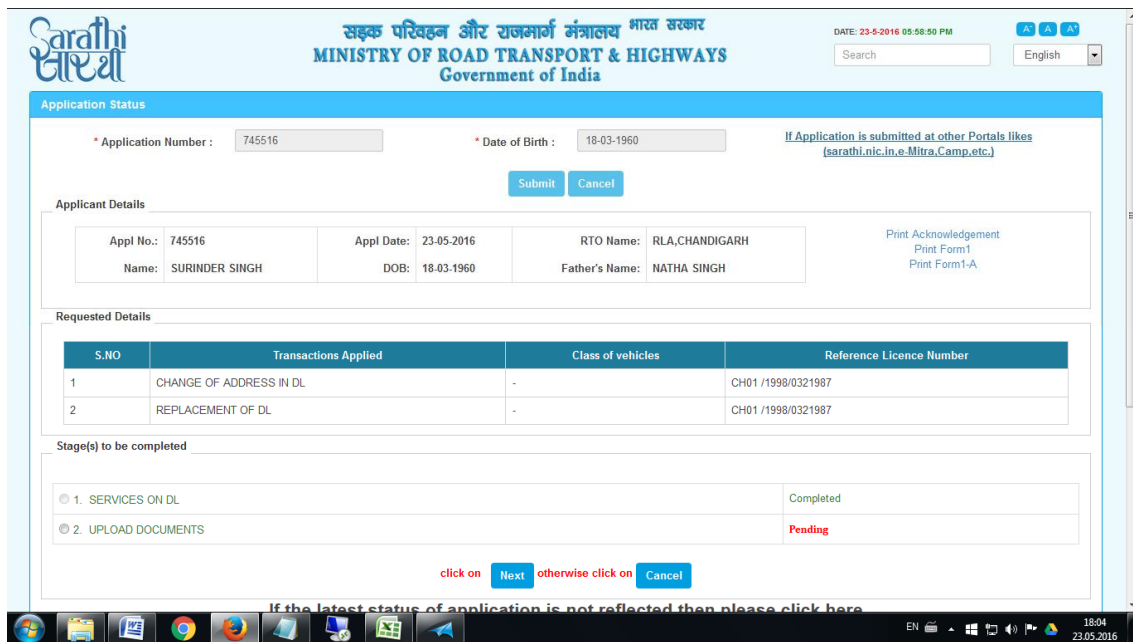 Sarathi
सारथी
सड़क परिवहन और राजमार्ग मंत्रालय भारत सरकार
MINISTRY OF ROAD TRANSPORT & HIGHWAYS
Government of India
DATE: 23-5-2016 05:58:50 PM
A- A A+
Search
English
Application Status
* Application Number : 745516
* Date of Birth : 18-03-1960
If Application is submitted at other Portals likes
(sarathi.nic.in,e-Mitra,Camp,etc.)
Submit Cancel
Applicant Details
Appl No.: 745516 Appl Date: 23-05-2016 RTO Name: RLA,CHANDIGARH
Name: SURINDER SINGH DOB: 18-03-1960 Father's Name: NATHA SINGH
Print Acknowledgement
Print Form1
Print Form1-A
Requested Details
S.NO Transactions Applied Class of vehicles Reference Licence Number
1 CHANGE OF ADDRESS IN DL - CH01 /1998/0321987
2 REPLACEMENT OF DL - CH01 /1998/0321987
Stage(s) to be completed
1. SERVICES ON DL Completed
2. UPLOAD DOCUMENTS Pending
click on Next otherwise click on Cancel
If the latest status of application is not reflected then please click here
EN 18:04
23.05.2016